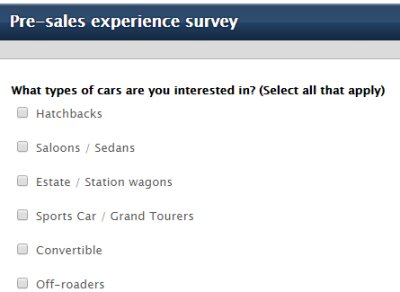 Pre-sales experience survey
What types of cars are you interested in? (Select all that apply)
Hatchbacks
Saloons / Sedans
Estate / Station wagons
Sports Car / Grand Tourers
Convertible
Off-roaders